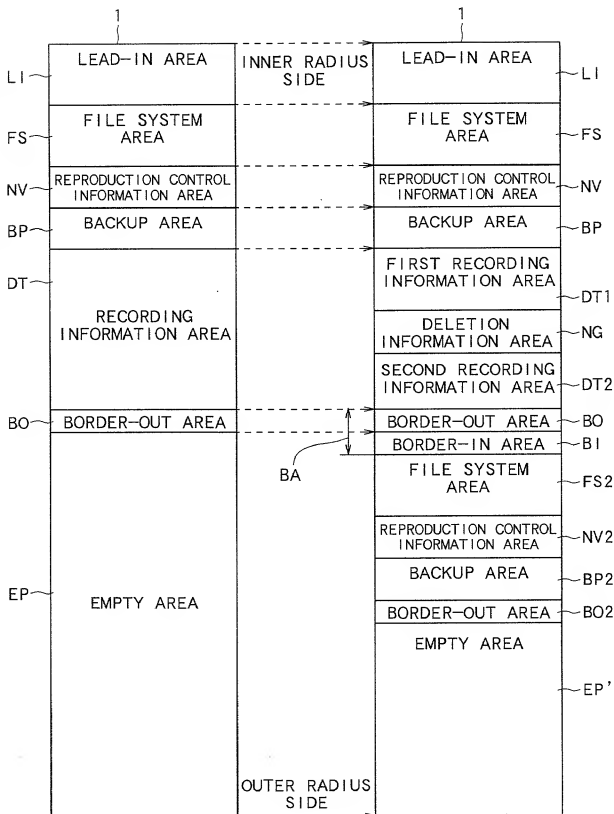 1
1
LI
LEAD-IN AREA
INNER RADIUS
SIDE
LEAD-IN AREA
LI
FS
FILE SYSTEM
AREA
FILE SYSTEM
AREA
FS
NV
REPRODUCTION CONTROL
INFORMATION AREA
REPRODUCTION CONTROL
INFORMATION AREA
NV
BP
BACKUP AREA
BACKUP AREA
BP
DT
RECORDING
INFORMATION AREA
FIRST RECORDING
INFORMATION AREA
DT1
DELETION
INFORMATION AREA
NG
SECOND RECORDING
INFORMATION AREA
DT2
BO
BORDER-OUT AREA
BORDER-OUT AREA
BO
BA
BORDER-IN AREA
BI
FILE SYSTEM
AREA
FS2
REPRODUCTION CONTROL
INFORMATION AREA
NV2
BACKUP AREA
BP2
BORDER-OUT AREA
BO2
EP
EMPTY AREA
EMPTY AREA
EP'
OUTER RADIUS
SIDE